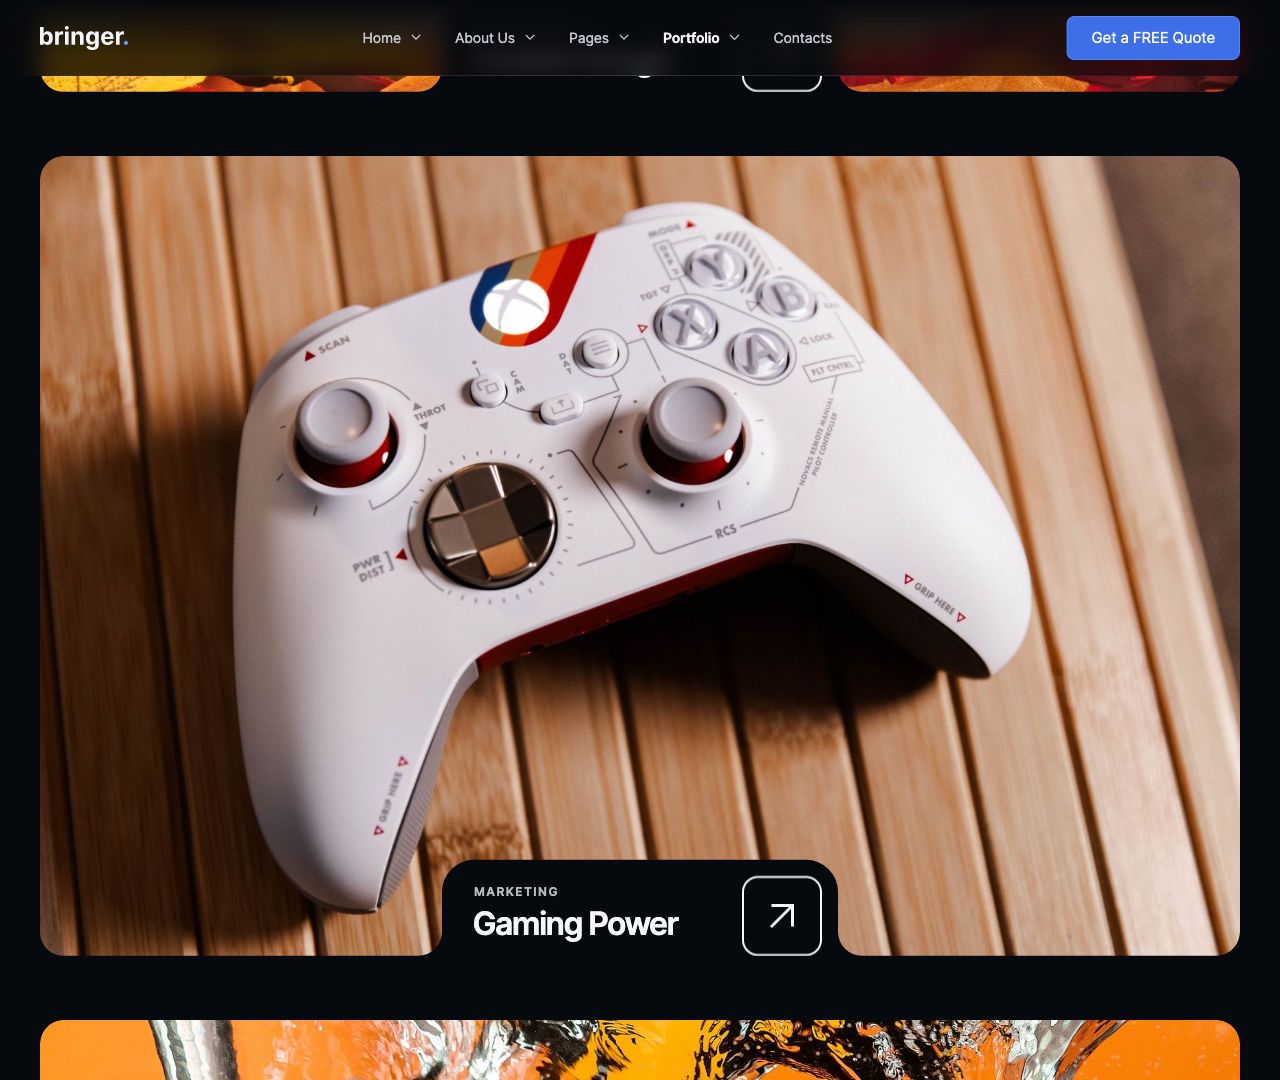 bringer.
Home
About Us
Pages
Portfolio
Contacts
Get a FREE Quote
MODE
TGT
Y
B
X
A
LOCK
FLT CNTRL
SCAN
DAT
CAM
THROT
NOVACS REMOTE MANUAL
PILOT CONTROLLER
RCS
PWR
DIST
GRIP HERE
GRIP HERE
MARKETING
Gaming Power